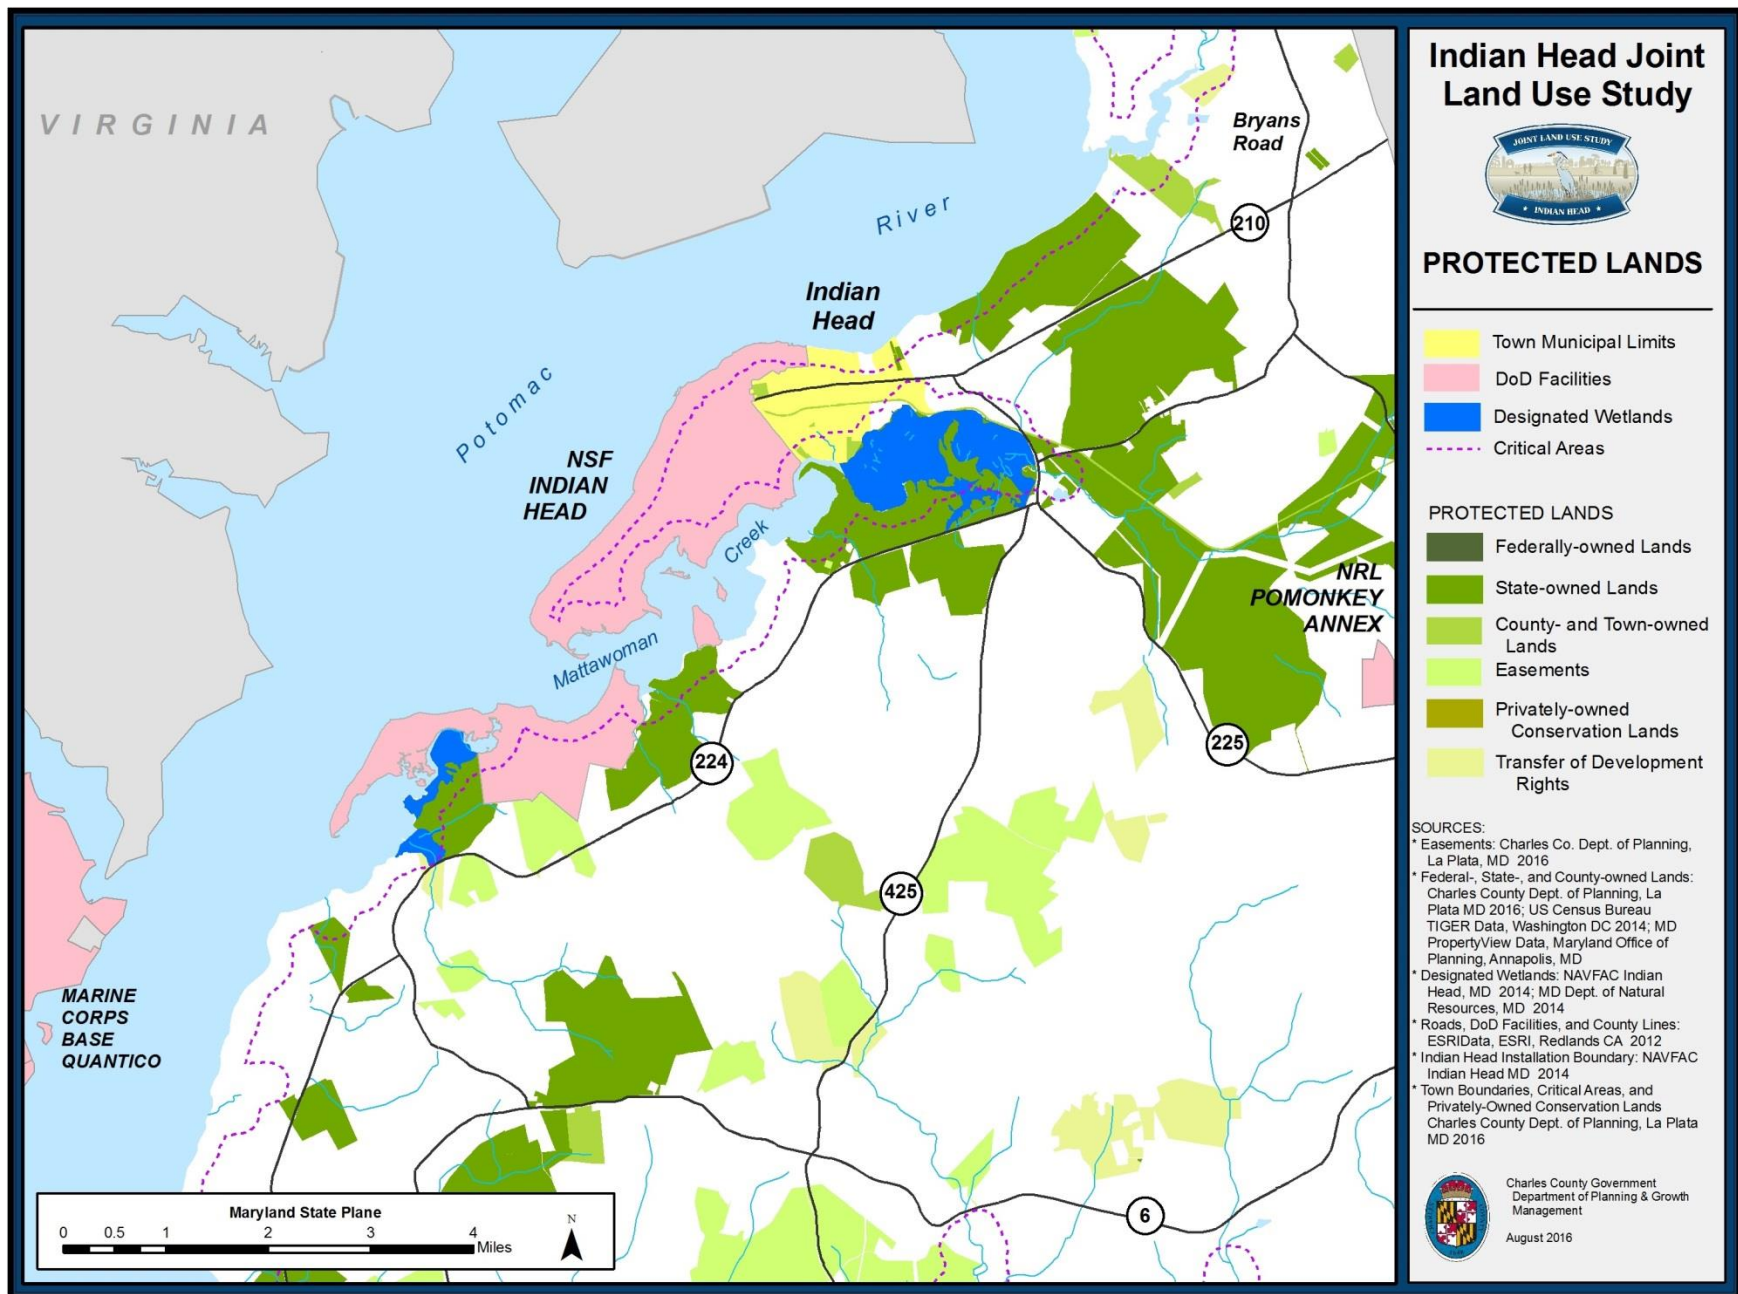 VIRGINIA
Bryans
Road
River
210
Indian
Head
Potomac
NSF
INDIAN
HEAD
Creek
NRL
POMONKEY
ANNEX
Mattawoman
224
225
425
MARINE
CORPS
BASE
QUANTICO
6
Maryland State Plane
0 0.5 1 2 3 4
Miles
N
Indian Head Joint
Land Use Study
JOINT LAND USE STUDY
★ INDIAN HEAD ★
PROTECTED LANDS
Town Municipal Limits
DoD Facilities
Designated Wetlands
Critical Areas
PROTECTED LANDS
Federally-owned Lands
State-owned Lands
County- and Town-owned
Lands
Easements
Privately-owned
Conservation Lands
Transfer of Development
Rights
SOURCES:
* Easements: Charles Co. Dept. of Planning,
La Plata, MD 2016
* Federal-, State-, and County-owned Lands:
Charles County Dept. of Planning, La
Plata MD 2016; US Census Bureau
TIGER Data, Washington DC 2014; MD
PropertyView Data, Maryland Office of
Planning, Annapolis, MD
* Designated Wetlands: NAVFAC Indian
Head, MD 2014; MD Dept. of Natural
Resources, MD 2014
* Roads, DoD Facilities, and County Lines:
ESRIData, ESRI, Redlands CA 2012
* Indian Head Installation Boundary: NAVFAC
Indian Head MD 2014
* Town Boundaries, Critical Areas, and
Privately-Owned Conservation Lands
Charles County Dept. of Planning, La Plata
MD 2016
Charles County Government
Department of Planning & Growth
Management
August 2016